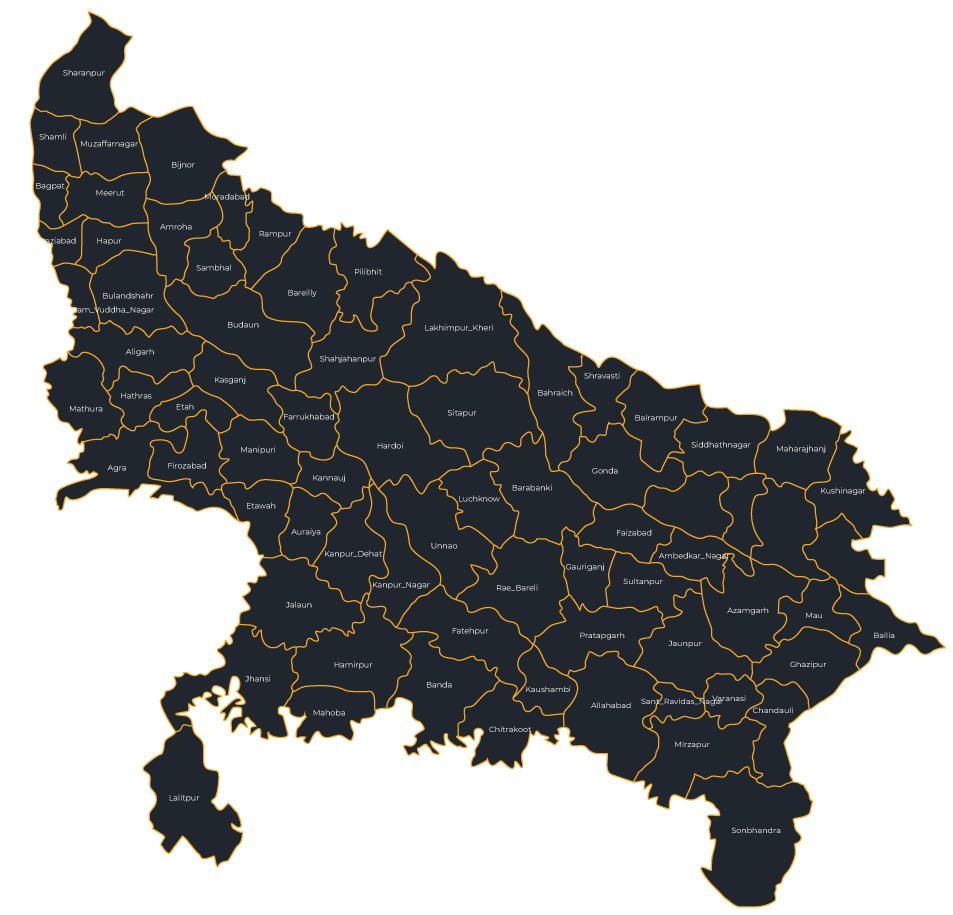 Sharanpur
Shamli
Muzaffarnagar
Bijnor
Bagpat
Meerut
Moradabad
Amroha
Rampur
aziabad
Hapur
Sambhal
Pilibhit
Bareilly
Bulandshahr
am_Vuddha_Nagar
Budaun
Lakhimpur_Kheri
Aligarh
Shahjahanpur
Kasganj
Shravasti
Bahraich
Hathras
Etah
Mathura
Farrukhabad
Sitapur
Balrampur
Hardoi
Siddhathnagar
Manipuri
Maharajhanj
Agra
Firozabad
Gonda
Kannauj
Barabanki
Kushinagar
Luchknow
Etawah
Auraiya
Faizabad
Unnao
Kanpur_Dehat
Ambedkar_Nagar
Gauriganj
Sultanpur
Kanpur_Nagar
Rae_Bareli
Jalaun
Azamgarh
Mau
Fatehpur
Pratapgarh
Ballia
Jaunpur
Hamirpur
Ghazipur
Jhansi
Banda
Kaushambi
Allahabad
Sant_Ravidas_Nagar
Varanasi
Chandauli
Mahoba
Chitrakoot
Mirzapur
Lalitpur
Sonbhandra